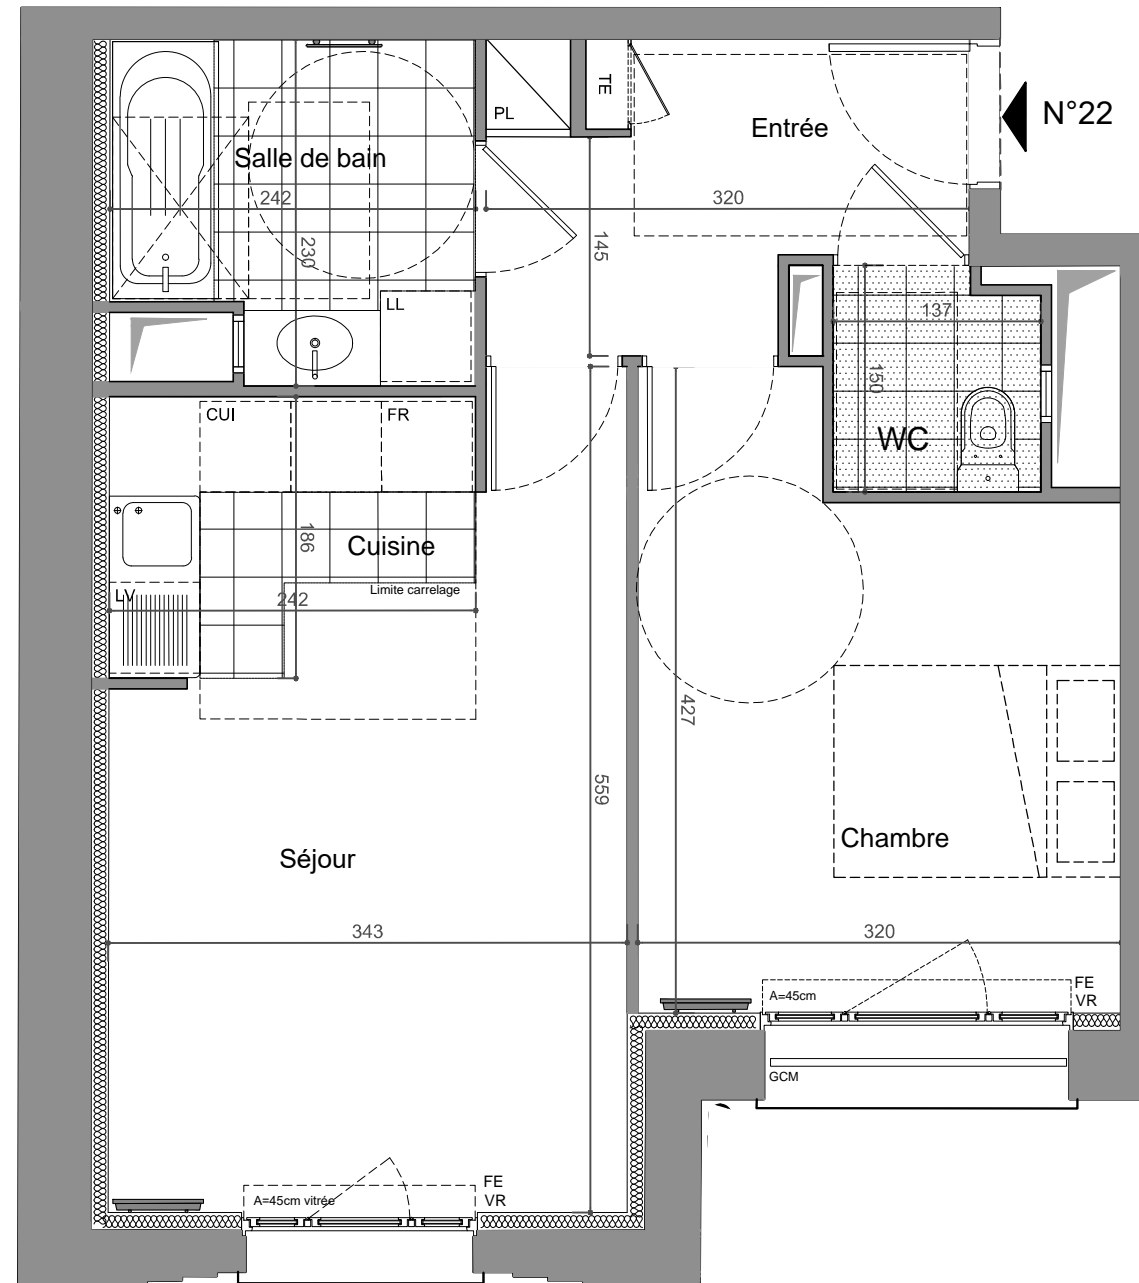 TE
PL
N°22
Entrée
Salle de bain
242
320
230
145
LL
137
150
CUI
FR
WC
186
Cuisine
Limite carrelage
LV
242
427
559
Chambre
Séjour
343
320
FE
VR
A=45cm
GCM
FE
VR
A=45cm vitrée